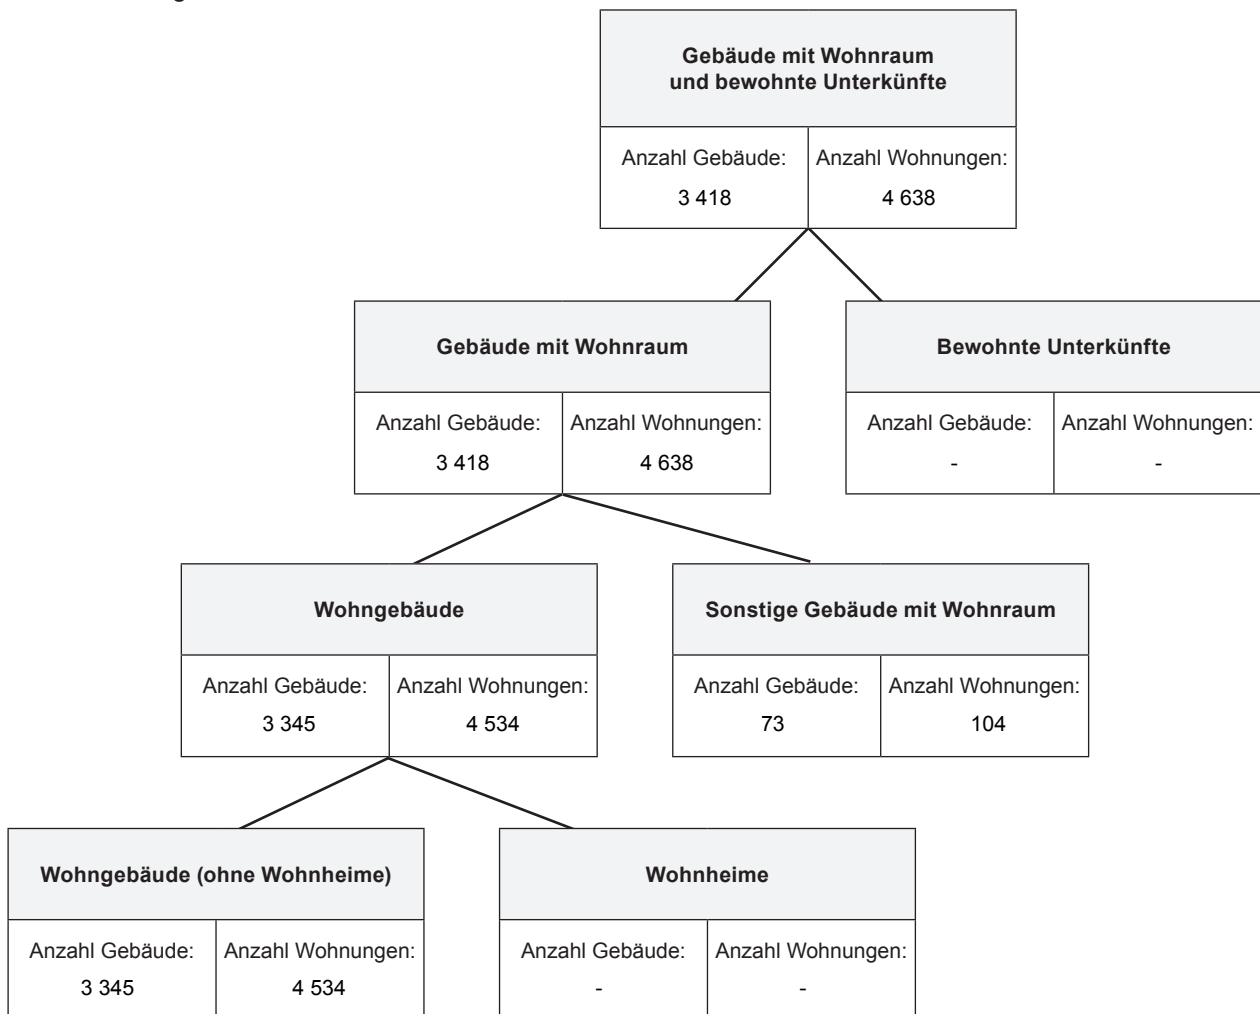 Gebäude mit Wohnraum
und bewohnte Unterkünfte
Anzahl Gebäude: Anzahl Wohnungen:
3 418 4 638
Gebäude mit Wohnraum Bewohnte Unterkünfte
Anzahl Gebäude: Anzahl Wohnungen: Anzahl Gebäude: Anzahl Wohnungen:
3 418 4 638 - -
Wohngebäude Sonstige Gebäude mit Wohnraum
Anzahl Gebäude: Anzahl Wohnungen: Anzahl Gebäude: Anzahl Wohnungen:
3 345 4 534 73 104
Wohngebäude (ohne Wohnheime) Wohnheime
Anzahl Gebäude: Anzahl Wohnungen: Anzahl Gebäude: Anzahl Wohnungen:
3 345 4 534 - -